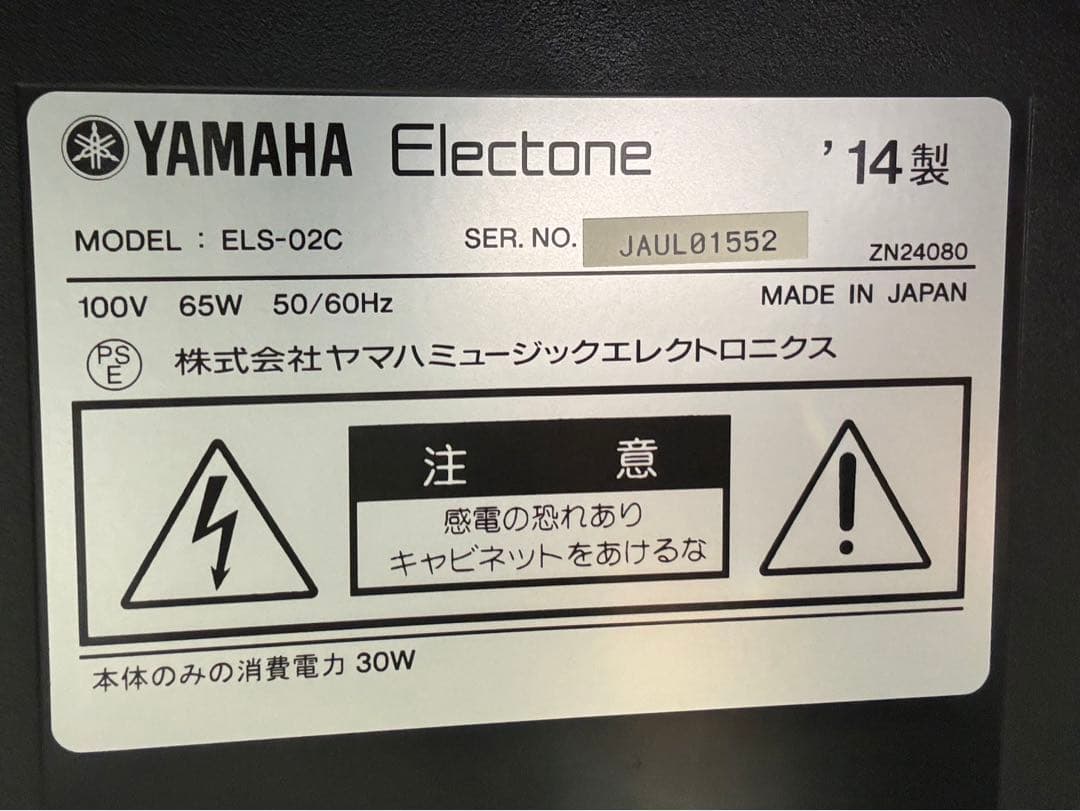 YAMAHA Electone '14製
MODEL : ELS-02C SER. NO. JAUL01552 ZN24080
100V 65W 50/60Hz MADE IN JAPAN
PSE 株式会社ヤマハミュージックエレクトロニクス
注 意
感電の恐れあり
キャビネットをあけるな
本体のみの消費電力 30W